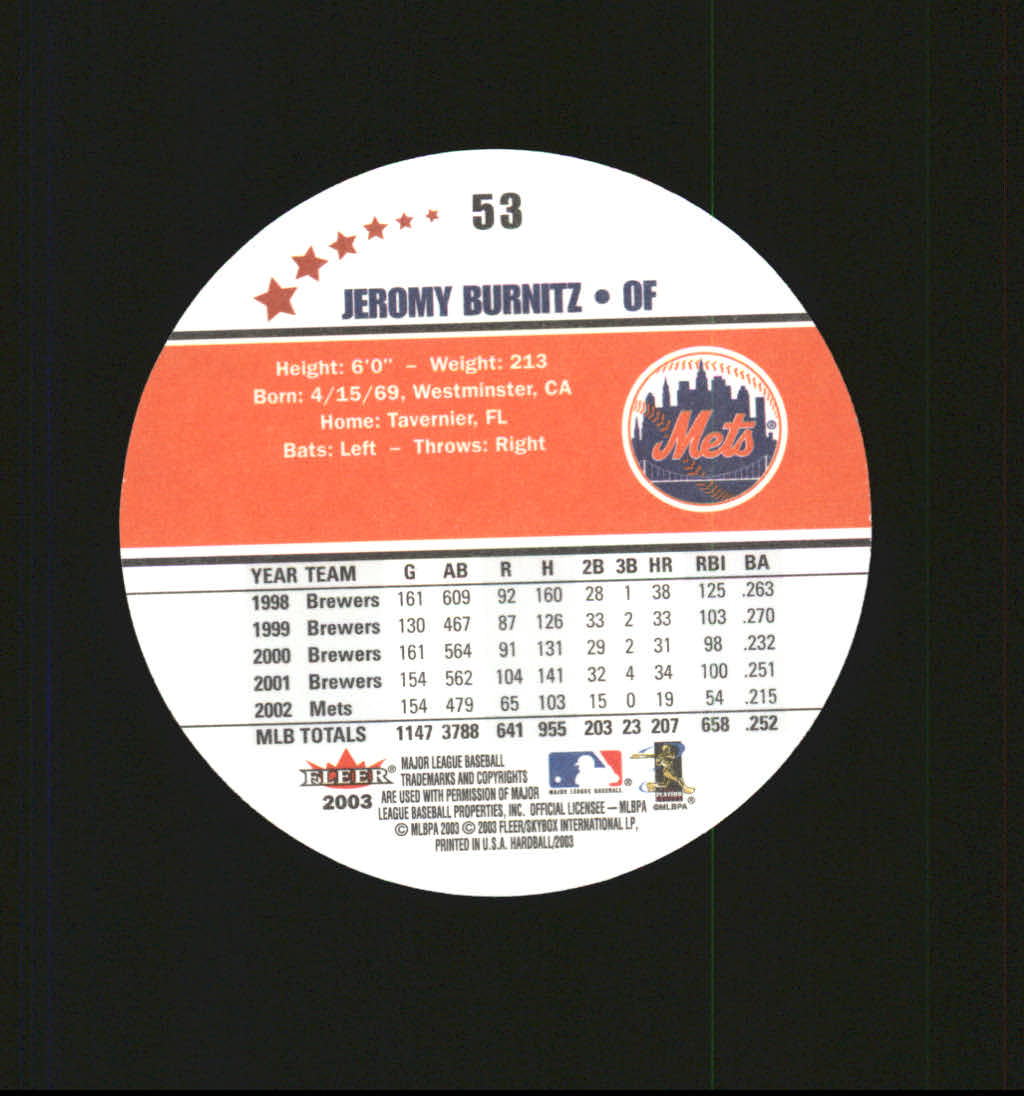 53
JEROMY BURNITZ • OF
Height: 6'0" – Weight: 213
Born: 4/15/69, Westminster, CA
Home: Tavernier, FL
Bats: Left – Throws: Right
Mets®
YEAR TEAM G AB R H 2B 3B HR RBI BA
1998 Brewers 161 609 92 160 28 1 38 125 .263
1999 Brewers 130 467 87 126 33 2 33 103 .270
2000 Brewers 161 564 91 131 29 2 31 98 .232
2001 Brewers 154 562 104 141 32 4 34 100 .251
2002 Mets 154 479 65 103 15 0 19 54 .215
MLB TOTALS 1147 3788 641 955 203 23 207 658 .252
FLEER®
2003
MAJOR LEAGUE BASEBALL
TRADEMARKS AND COPYRIGHTS
ARE USED WITH PERMISSION OF MAJOR
LEAGUE BASEBALL PROPERTIES, INC. OFFICIAL LICENSEE — MLBPA
© MLBPA 2003 © 2003 FLEER/SKYBOX INTERNATIONAL LP,
PRINTED IN U.S.A. HARDBALL/2003
MAJOR LEAGUE BASEBALL®
PLAYERS
©MLBPA®